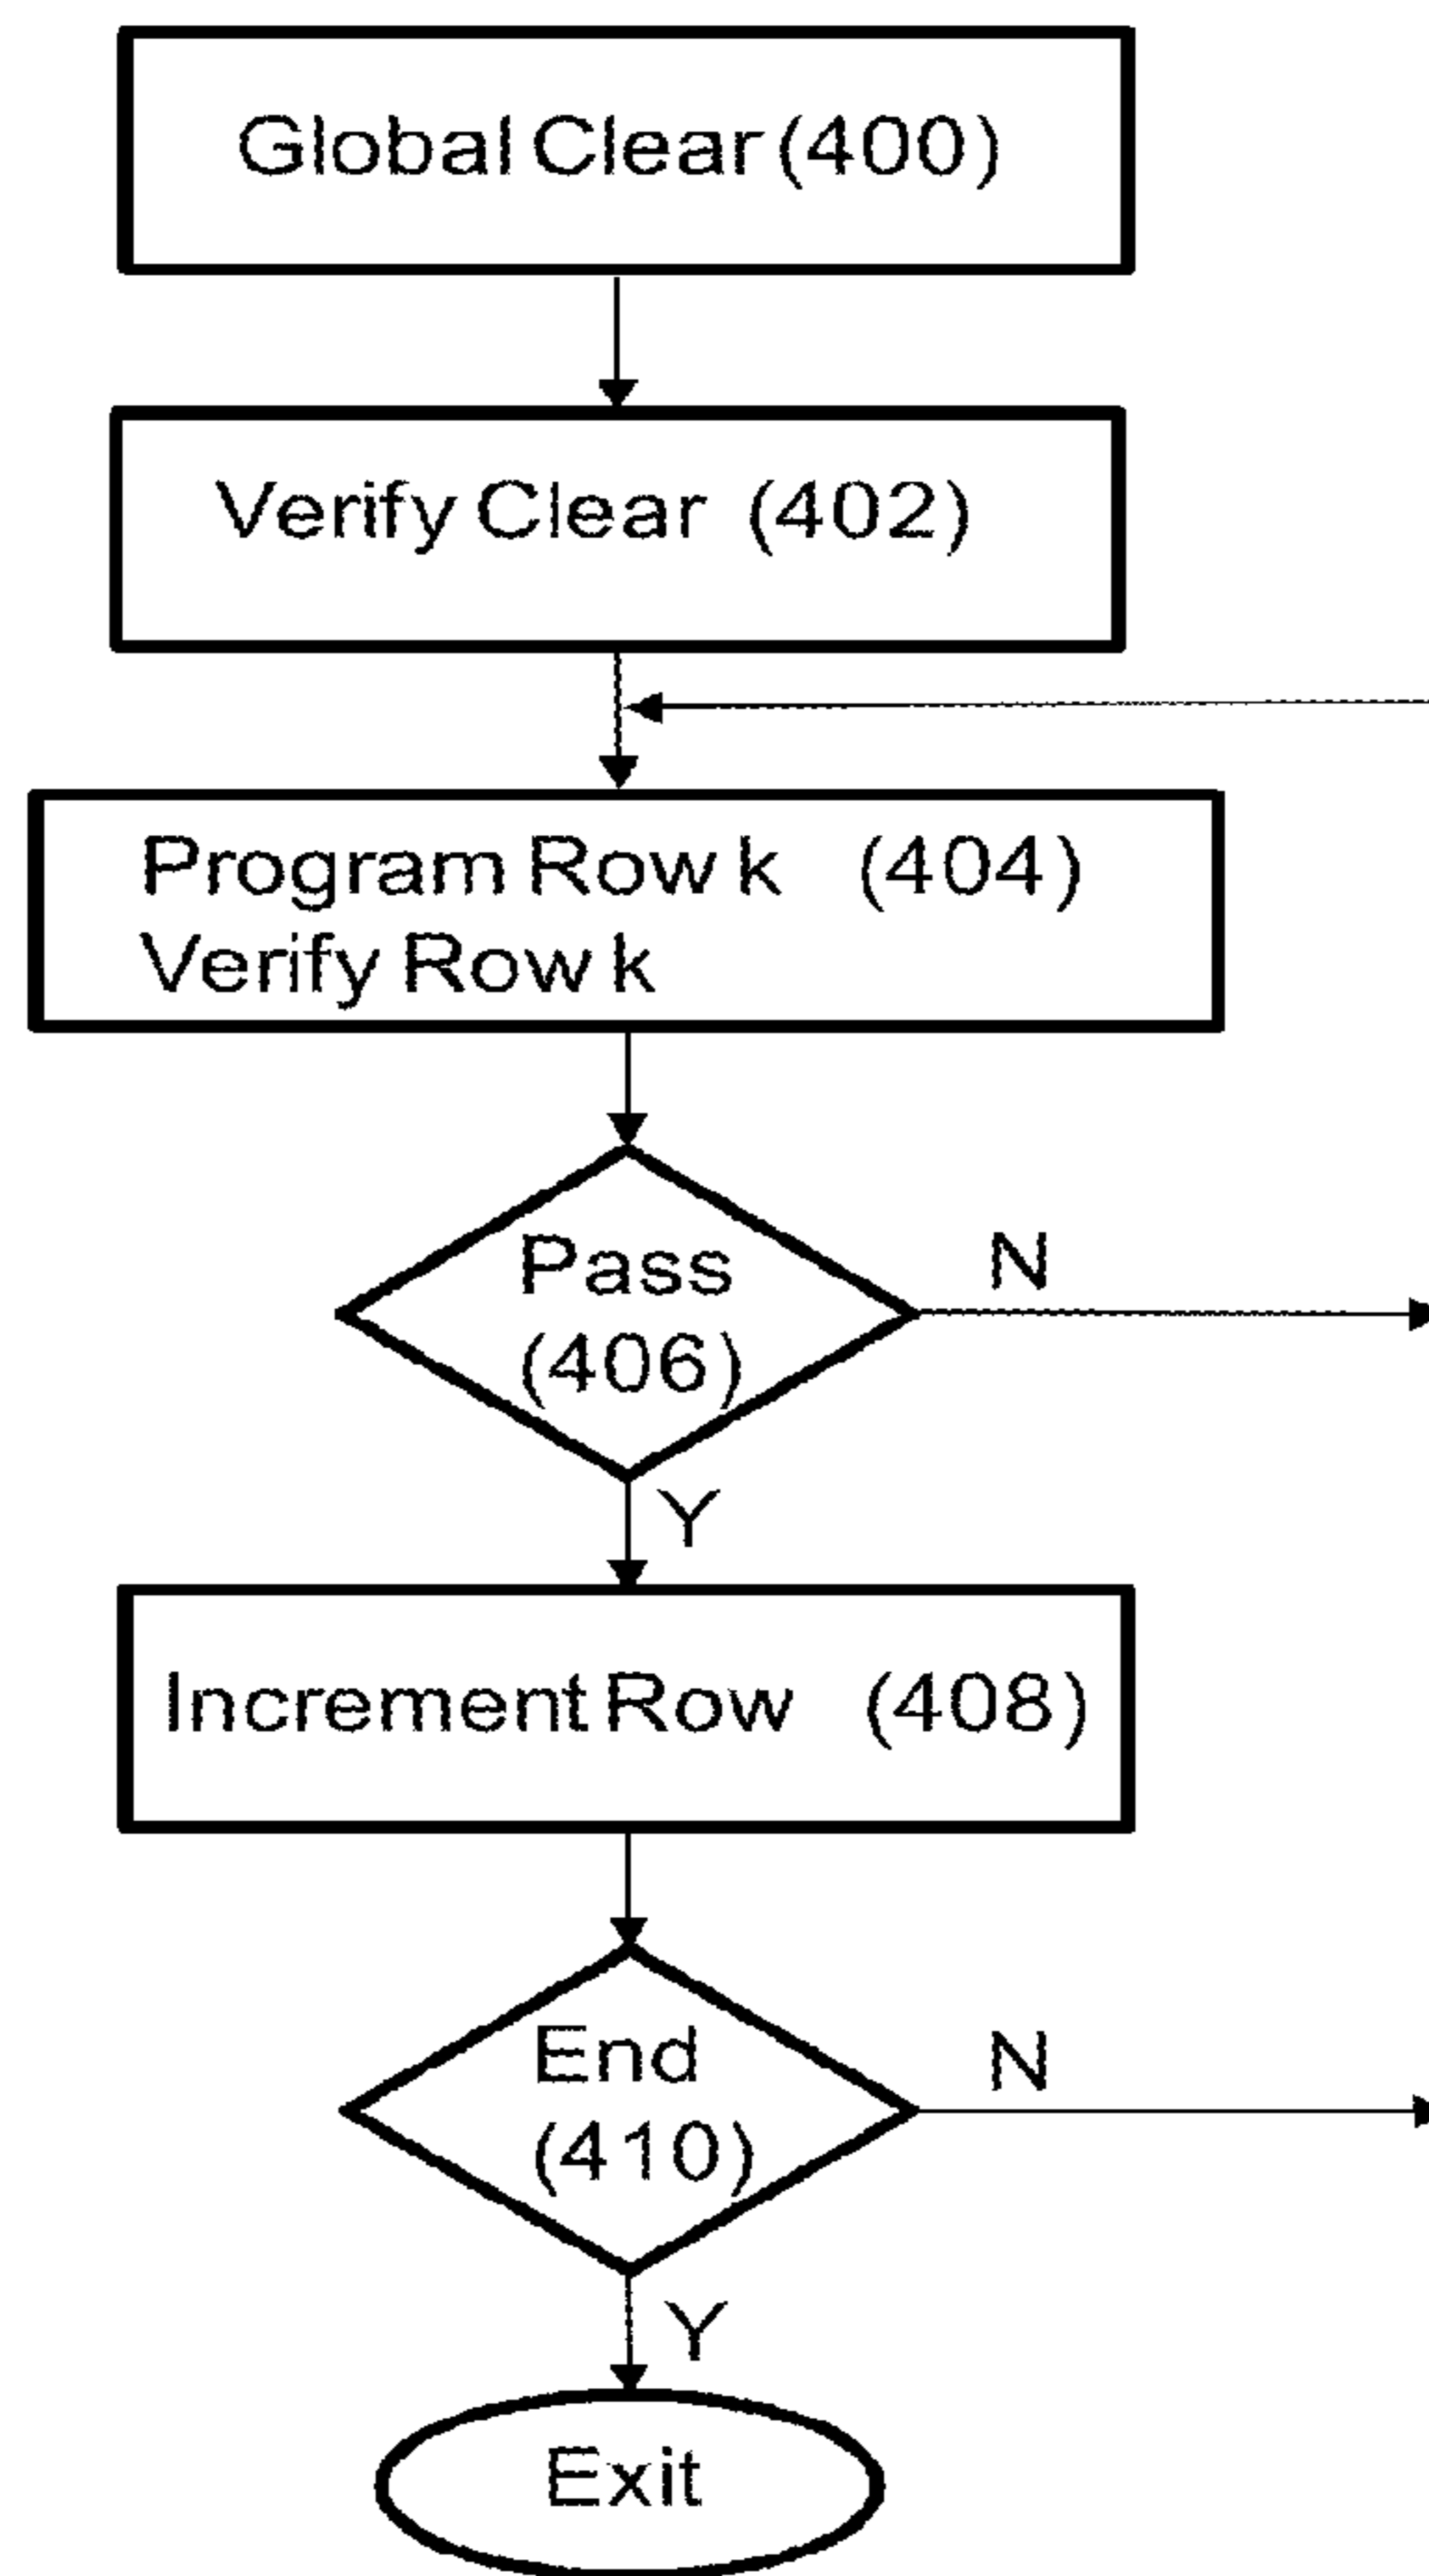 Global Clear (400)
Verify Clear (402)
Program Row k (404)
Verify Row k
Pass
(406)
N
Y
Increment Row (408)
End
(410)
N
Y
Exit